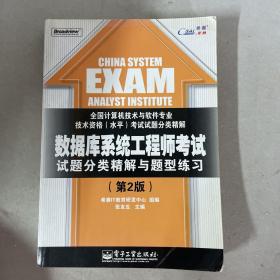 Broadview
CSAI 希赛
CHINA SYSTEM
EXAM
ANALYST INSTITUTE
全国计算机技术与软件专业
技术资格（水平）考试试题分类精解
数据库系统工程师考试
试题分类精解与题型练习
（第2版）
希赛IT教育研发中心 组编
张友生 主编
电子工业出版社